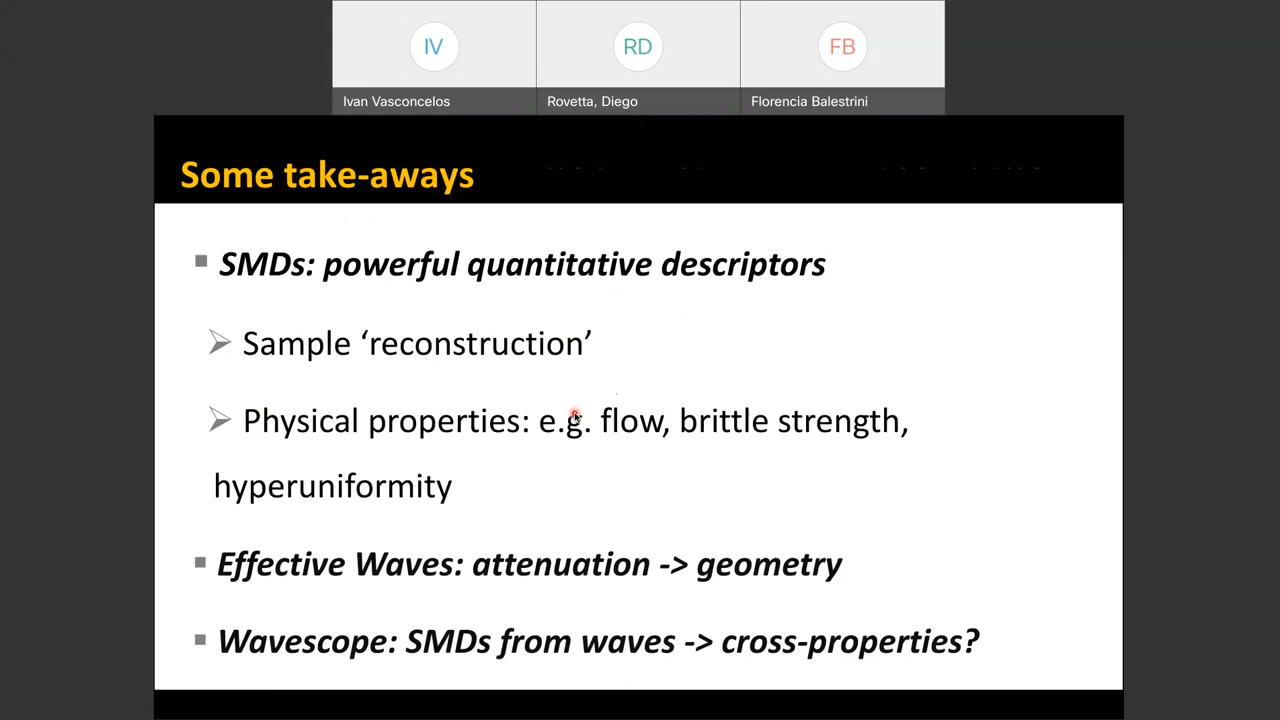 IV
RD
FB
Ivan Vasconcelos
Rovetta, Diego
Florencia Balestrini
Some take-aways
SMDs: powerful quantitative descriptors
Sample ‘reconstruction’
Physical properties: e.g. flow, brittle strength,
hyperuniformity
Effective Waves: attenuation -> geometry
Wavescope: SMDs from waves -> cross-properties?